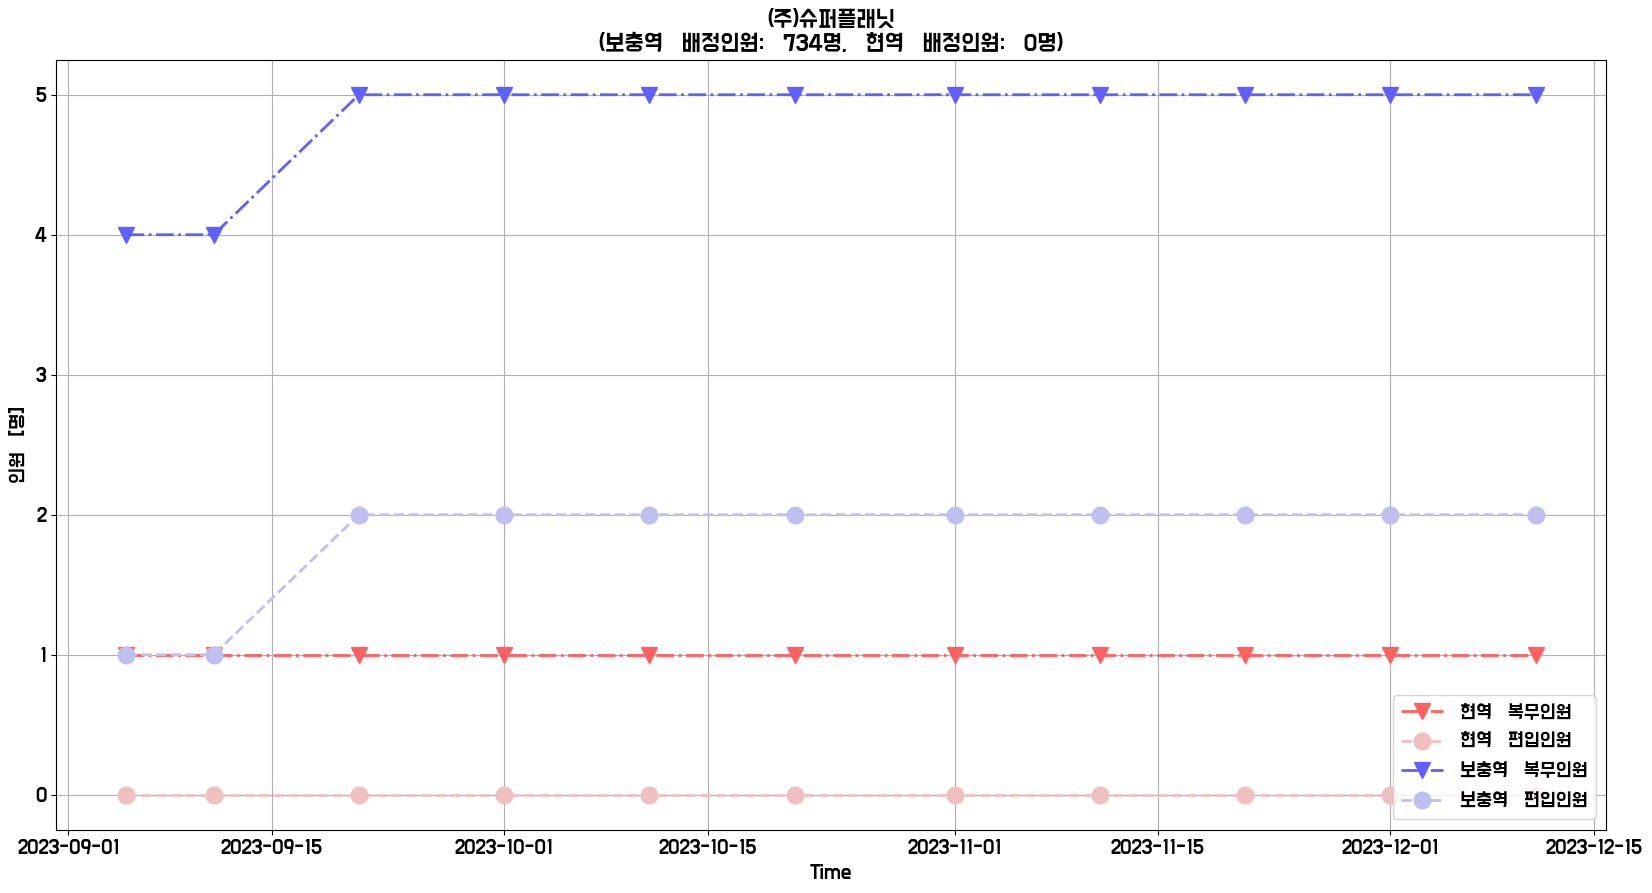 (주)슈퍼플래닛
(보충역 배정인원: 734명, 현역 배정인원: 0명)
인원 [명]
5
4
3
2
1
0
현역 복무인원
현역 편입인원
보충역 복무인원
보충역 편입인원
2023-09-01 2023-09-15 2023-10-01 2023-10-15 2023-11-01 2023-11-15 2023-12-01 2023-12-15
Time